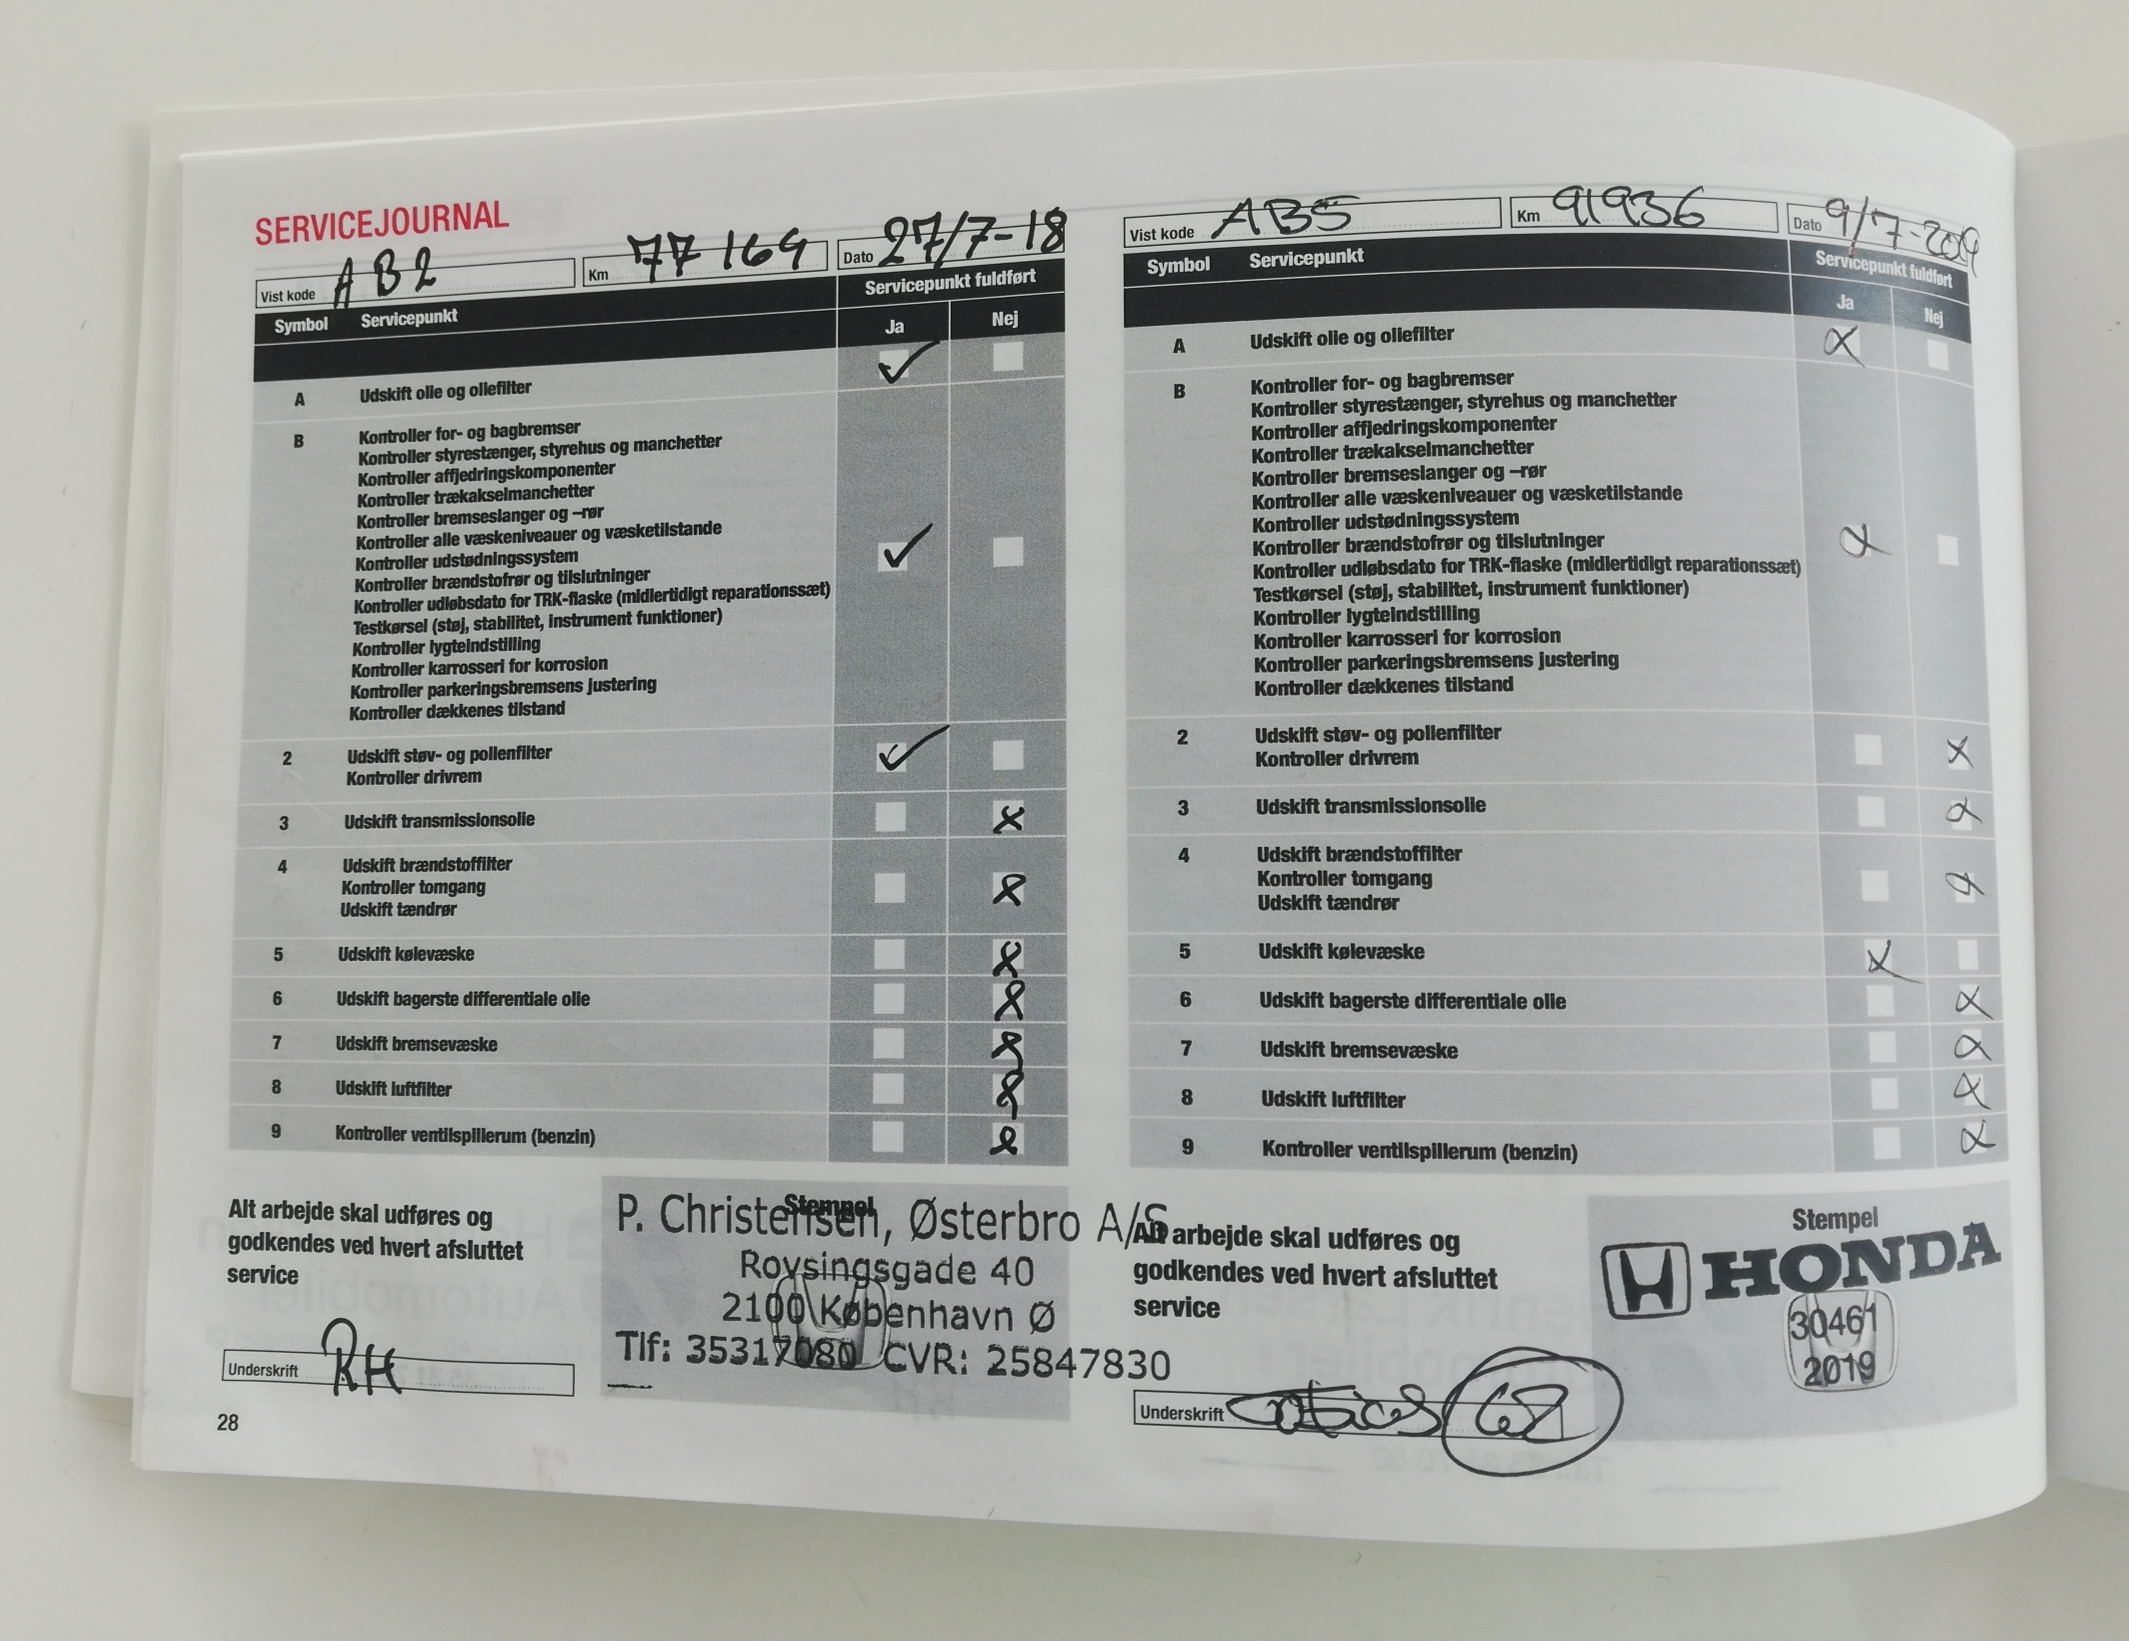 SERVICEJOURNAL
Vist kode AB2 Km 77169 Dato 27/7-18
Symbol Servicepunkt Servicepunkt fuldført
Ja Nej
A Udskift olie og oliefilter
B Kontroller for- og bagbremser
Kontroller styrestænger, styrehus og manchetter
Kontroller affjedringskomponenter
Kontroller trækakselmanchetter
Kontroller bremseslanger og –rør
Kontroller alle væskeniveauer og væsketilstande
Kontroller udstødningssystem
Kontroller brændstofrør og tilslutninger
Kontroller udløbsdato for TRK-flaske (midlertidigt reparationssæt)
Testkørsel (støj, stabilitet, instrument funktioner)
Kontroller lygteindstilling
Kontroller karrosseri for korrosion
Kontroller parkeringsbremsens justering
Kontroller dækkenes tilstand
2 Udskift støv- og pollenfilter
Kontroller drivrem
3 Udskift transmissionsolie
4 Udskift brændstoffilter
Kontroller tomgang
Udskift tændrør
5 Udskift kølevæske
6 Udskift bagerste differentiale olie
7 Udskift bremsevæske
8 Udskift luftfilter
9 Kontroller ventilspillerum (benzin)
Alt arbejde skal udføres og
godkendes ved hvert afsluttet
service
Stempel
P. Christensen, Østerbro A/S
Rovsingsgade 40
2100 København Ø
Tlf: 35317080 CVR: 25847830
Underskrift RH
28
Vist kode AB5 Km 91936 Dato 9/7-2019
Symbol Servicepunkt Servicepunkt fuldført
Ja Nej
A Udskift olie og oliefilter
B Kontroller for- og bagbremser
Kontroller styrestænger, styrehus og manchetter
Kontroller affjedringskomponenter
Kontroller trækakselmanchetter
Kontroller bremseslanger og –rør
Kontroller alle væskeniveauer og væsketilstande
Kontroller udstødningssystem
Kontroller brændstofrør og tilslutninger
Kontroller udløbsdato for TRK-flaske (midlertidigt reparationssæt)
Testkørsel (støj, stabilitet, instrument funktioner)
Kontroller lygteindstilling
Kontroller karrosseri for korrosion
Kontroller parkeringsbremsens justering
Kontroller dækkenes tilstand
2 Udskift støv- og pollenfilter
Kontroller drivrem
3 Udskift transmissionsolie
4 Udskift brændstoffilter
Kontroller tomgang
Udskift tændrør
5 Udskift kølevæske
6 Udskift bagerste differentiale olie
7 Udskift bremsevæske
8 Udskift luftfilter
9 Kontroller ventilspillerum (benzin)
Alt arbejde skal udføres og
godkendes ved hvert afsluttet
service
Stempel
HONDA
30461
2019
Underskrift